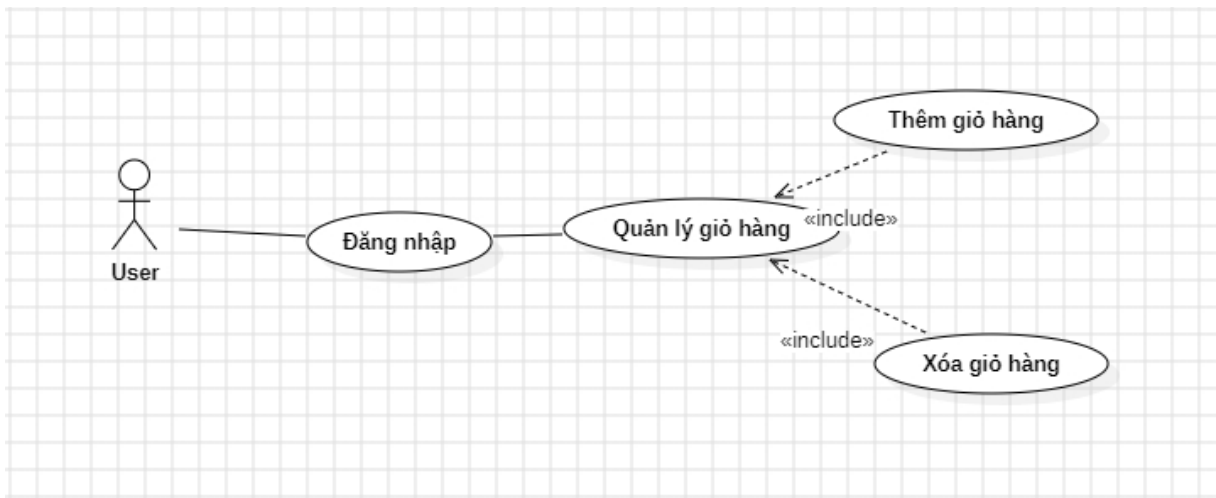 Thêm giỏ hàng
Quản lý giỏ hàng
«include»
Đăng nhập
User
«include»
Xóa giỏ hàng